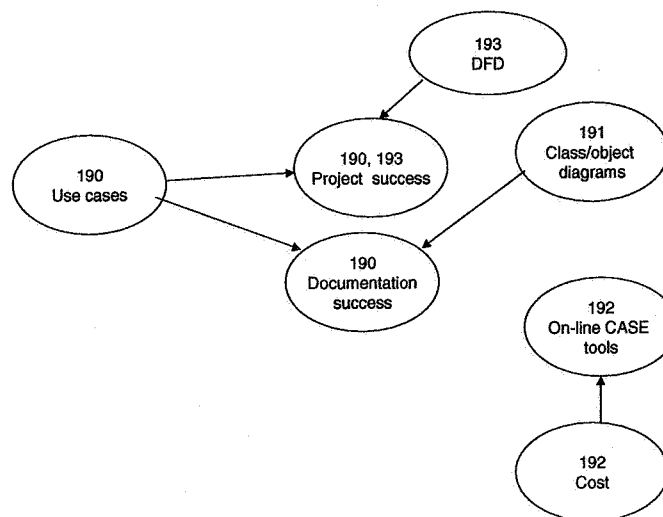 193
DFD
190, 193
Project success
191
Class/object
diagrams
190
Use cases
190
Documentation
success
192
On-line CASE
tools
192
Cost